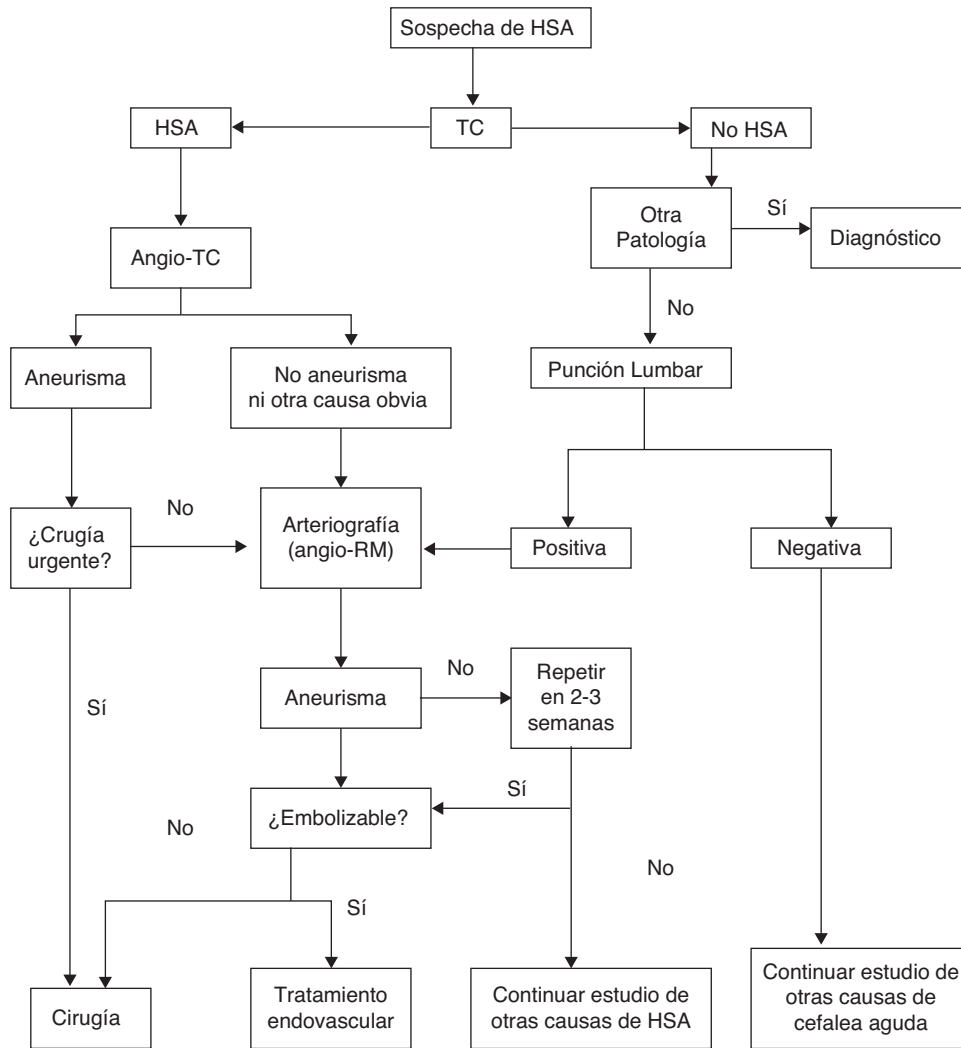 Sospecha de HSA
HSA
TC
No HSA
Otra
Patología
Sí
Diagnóstico
Angio-TC
No
Aneurisma
No aneurisma
ni otra causa obvia
Punción Lumbar
¿Crugía
urgente?
No
Arteriografía
(angio-RM)
Positiva
Negativa
Sí
Aneurisma
No
Repetir
en 2-3
semanas
¿Embolizable?
Sí
No
No
Sí
Cirugía
Tratamiento
endovascular
Continuar estudio de
otras causas de HSA
Continuar estudio de
otras causas de
cefalea aguda